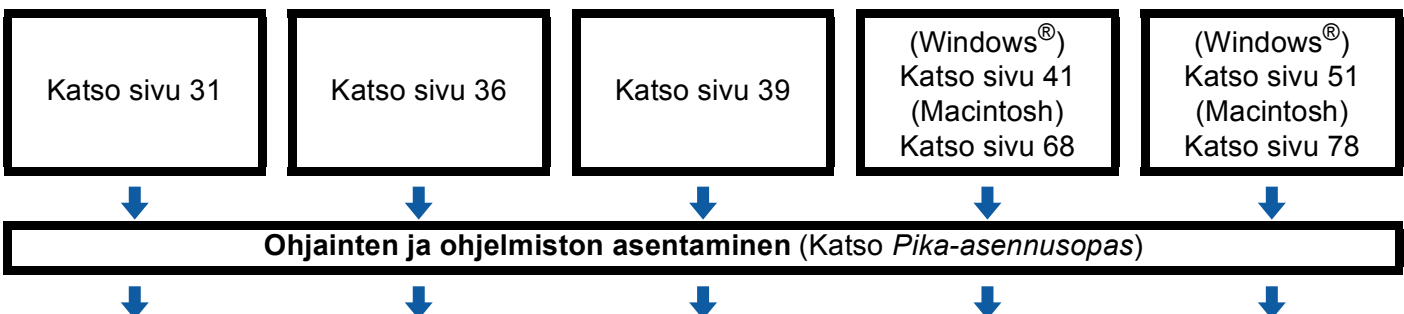 Katso sivu 31
Katso sivu 36
Katso sivu 39
(Windows®)
Katso sivu 41
(Macintosh)
Katso sivu 68
(Windows®)
Katso sivu 51
(Macintosh)
Katso sivu 78
Ohjainten ja ohjelmiston asentaminen (Katso Pika-asennusopas)